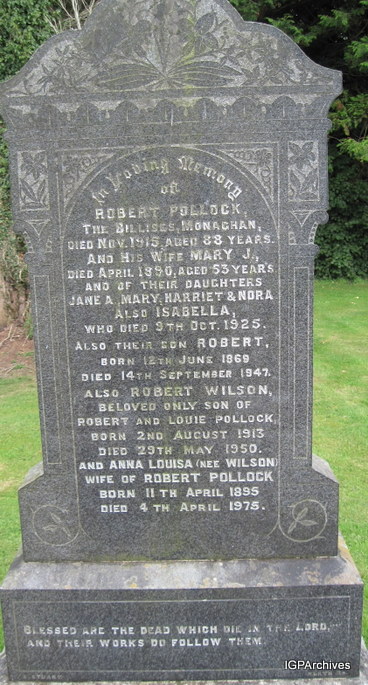 In Loving Memory
of
ROBERT POLLOCK,
THE BILLISES, MONAGHAN,
DIED NOV. 1915, AGED 88 YEARS.
AND HIS WIFE MARY J.,
DIED APRIL 1890, AGED 53 YEARS
AND OF THEIR DAUGHTERS
JANE A, MARY, HARRIET & NORA
ALSO ISABELLA,
WHO DIED 9TH OCT. 1925.
ALSO THEIR SON ROBERT,
BORN 12TH JUNE 1869
DIED 14TH SEPTEMBER 1947.
ALSO ROBERT WILSON,
BELOVED ONLY SON OF
ROBERT AND LOUIE POLLOCK,
BORN 2ND AUGUST 1913
DIED 29TH MAY 1950.
AND ANNA LOUISA (NEE WILSON)
WIFE OF ROBERT POLLOCK
BORN 11TH APRIL 1895
DIED 4TH APRIL 1975.
BLESSED ARE THE DEAD WHICH DIE IN THE LORD,
AND THEIR WORKS DO FOLLOW THEM.
IGPArchives